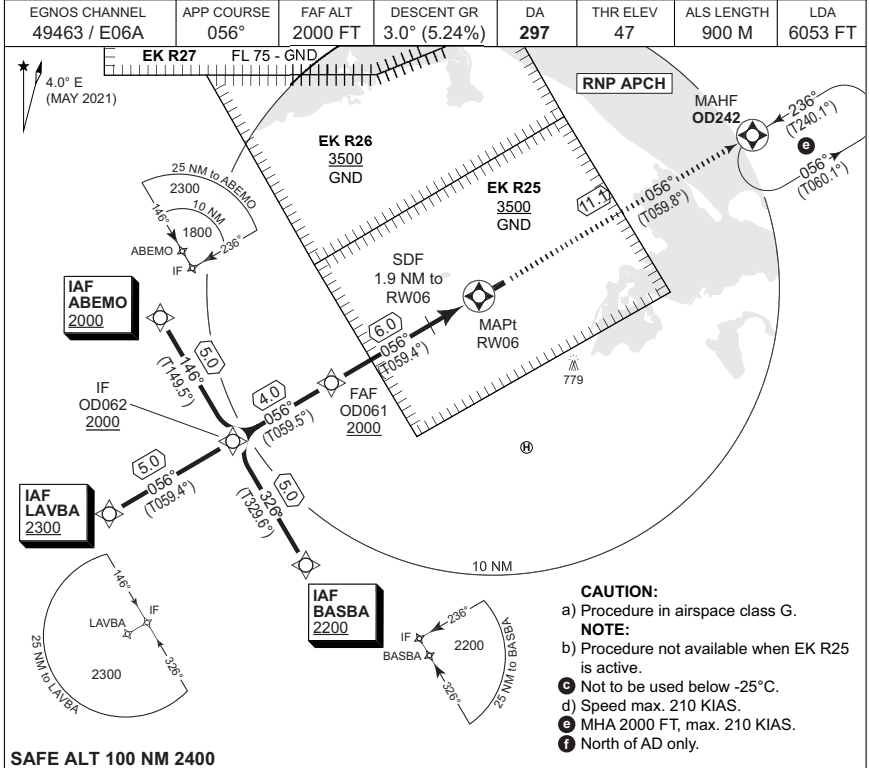 EGNOS CHANNEL
49463 / E06A
APP COURSE
056°
FAF ALT
2000 FT
DESCENT GR
3.0° (5.24%)
DA
297
THR ELEV
47
ALS LENGTH
900 M
LDA
6053 FT
EK R27 FL 75 - GND
4.0° E
(MAY 2021)
RNP APCH
MAHF
OD242
236°
(T240.1°)
e
056°
(T060.1°)
EK R26
3500
GND
EK R25
3500
GND
11.1
056°
(T059.8°)
25 NM to ABEMO
2300
10 NM
146°
1800
236°
ABEMO
IF
SDF
1.9 NM to
RW06
IAF
ABEMO
2000
MAPt
RW06
6.0
056°
(T059.4°)
5.0
146°
(T149.5°)
779
IF
OD062
2000
4.0
056°
(T059.5°)
FAF
OD061
2000
H
5.0
056°
(T059.4°)
5.0
326°
(T329.6°)
IAF
LAVBA
2300
10 NM
146°
IF
LAVBA
2300
326°
25 NM to LAVBA
IAF
BASBA
2200
236°
IF
2200
BASBA
326°
25 NM to BASBA
CAUTION:
a) Procedure in airspace class G.
NOTE:
b) Procedure not available when EK R25
is active.
c Not to be used below -25°C.
d) Speed max. 210 KIAS.
e MHA 2000 FT, max. 210 KIAS.
f North of AD only.
SAFE ALT 100 NM 2400